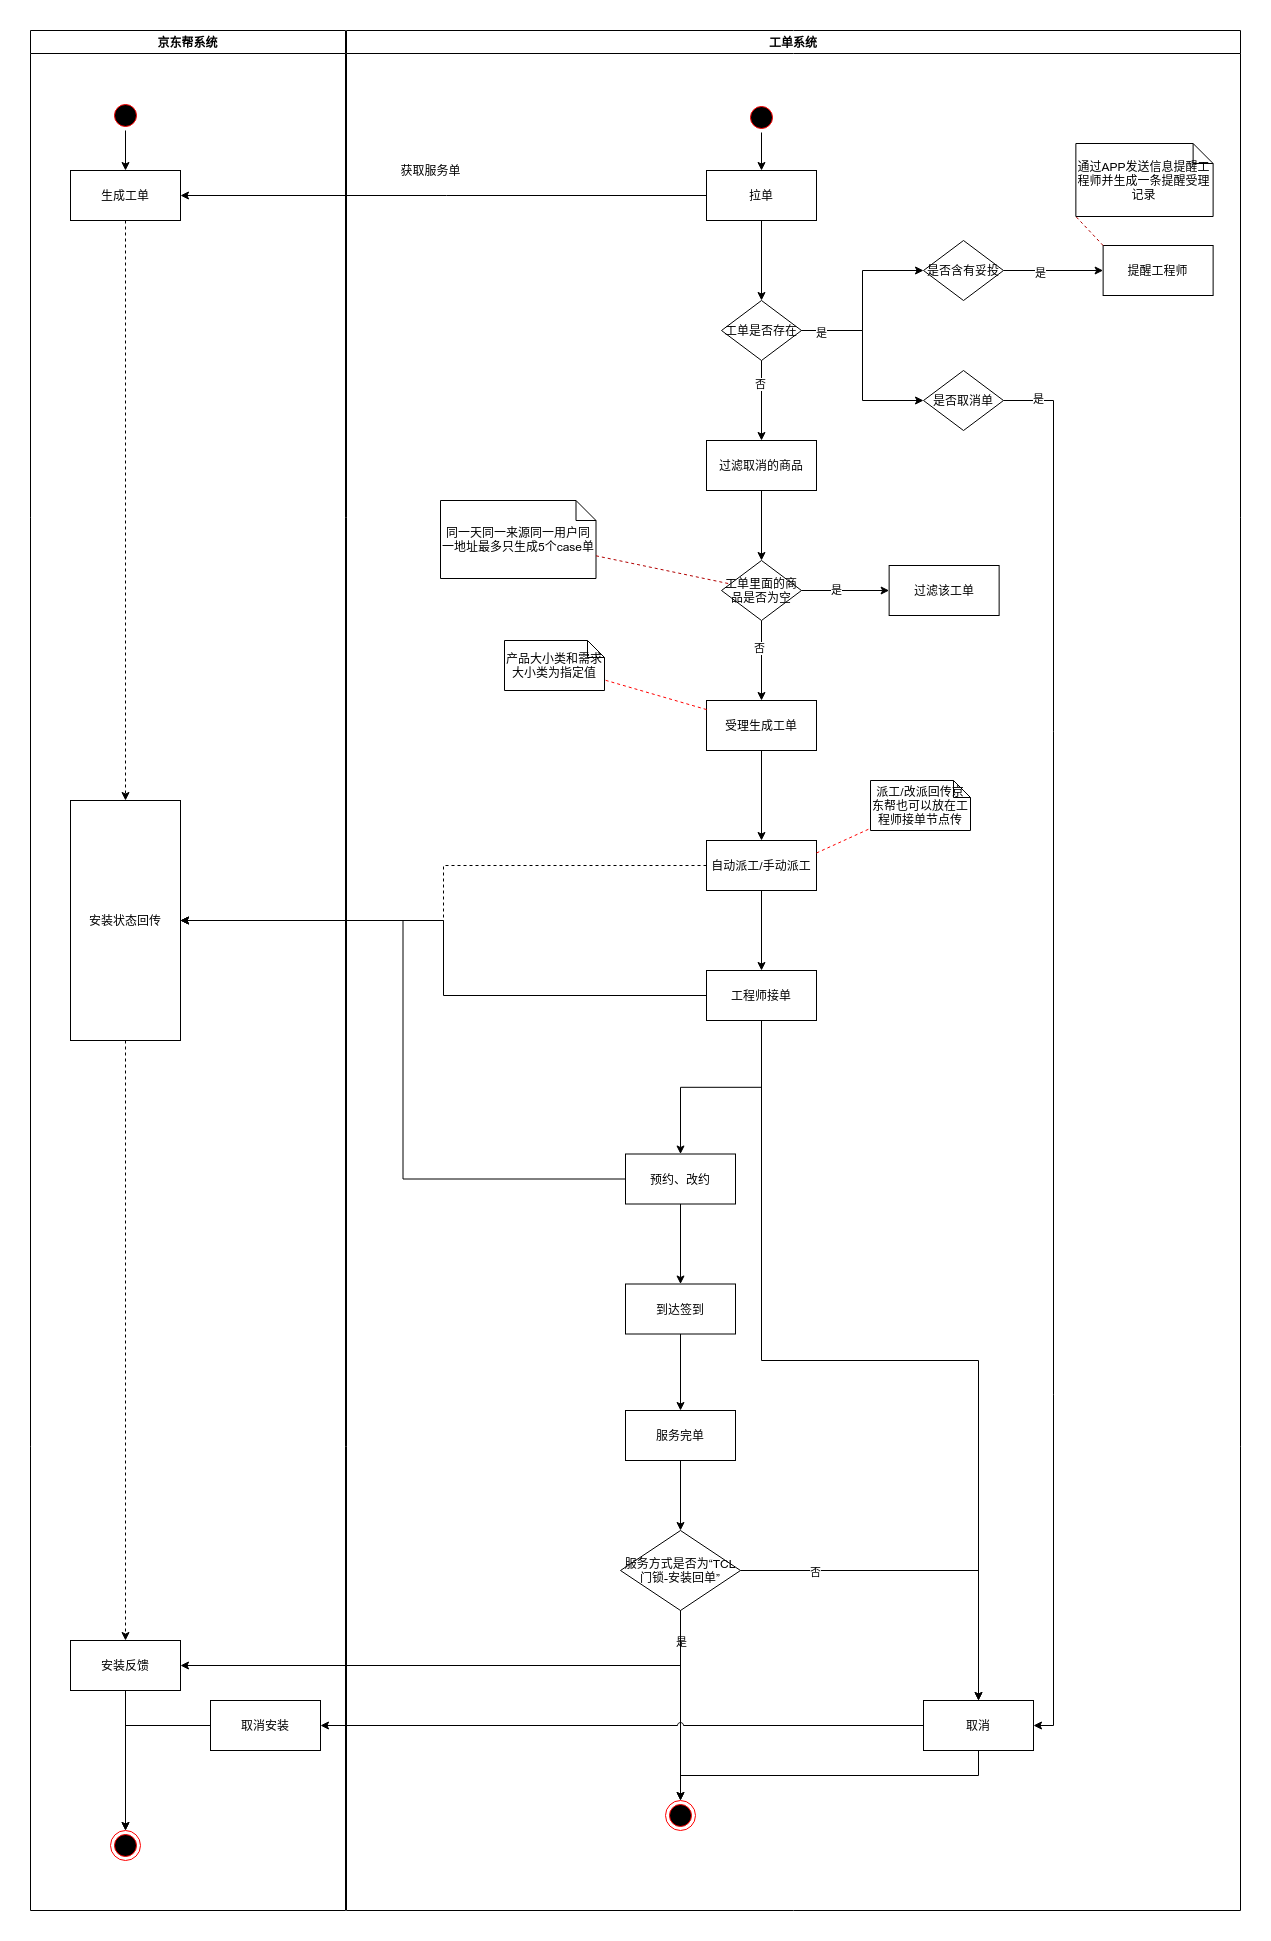 京东帮系统
工单系统
获取服务单
生成工单
拉单
通过APP发送信息提醒工
程师并生成一条提醒受理
记录
是否含有妥投
是
提醒工程师
工单是否存在
是
否
是否取消单
是
过滤取消的商品
同一天同一来源同一用户同
一地址最多只生成5个case单
工单里面的商
品是否为空
是
过滤该工单
否
产品大小类和需求
大小类为指定值
受理生成工单
派工/改派回传京
东帮也可以放在工
程师接单节点传
自动派工/手动派工
安装状态回传
工程师接单
预约、改约
到达签到
服务完单
服务方式是否为“TCL
门锁-安装回单”
否
是
安装反馈
取消安装
取消